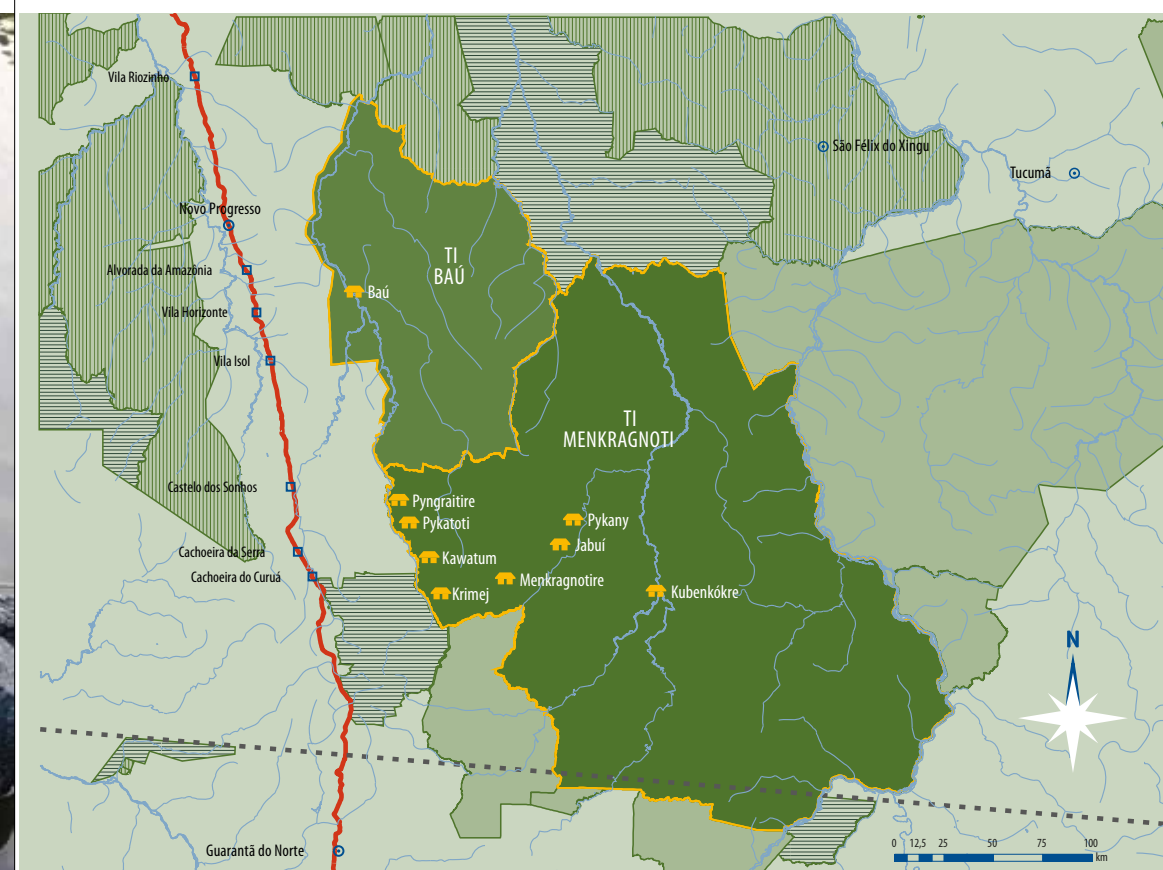 Vila Riozinho
São Félix do Xingu
Tucumã
Novo Progresso
TI
BAÚ
Alvorada da Amazônia
Baú
Vila Horizonte
Vila Isol
TI
MENKRAGNOTI
Castelo dos Sonhos
Pyngraitire
Pykatoti
Pykany
Jabuí
Cachoeira da Serra
Kawatum
Cachoeira do Curuá
Menkragnotire
Krimej
Kubenkókre
N
Guarantã do Norte
0 12,5 25 50 75 100
km